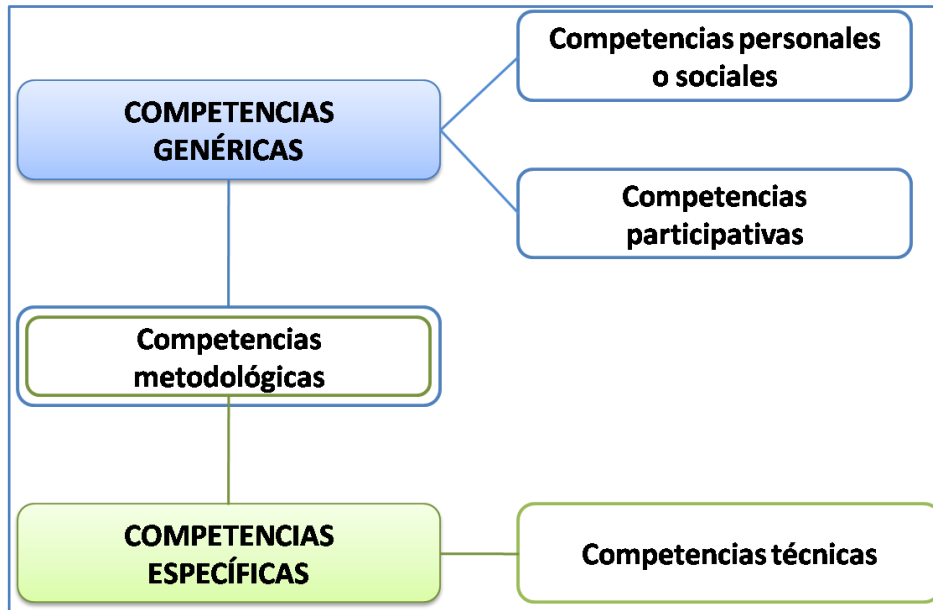 COMPETENCIAS
GENÉRICAS
Competencias personales
o sociales
Competencias
participativas
Competencias
metodológicas
COMPETENCIAS
ESPECÍFICAS
Competencias técnicas